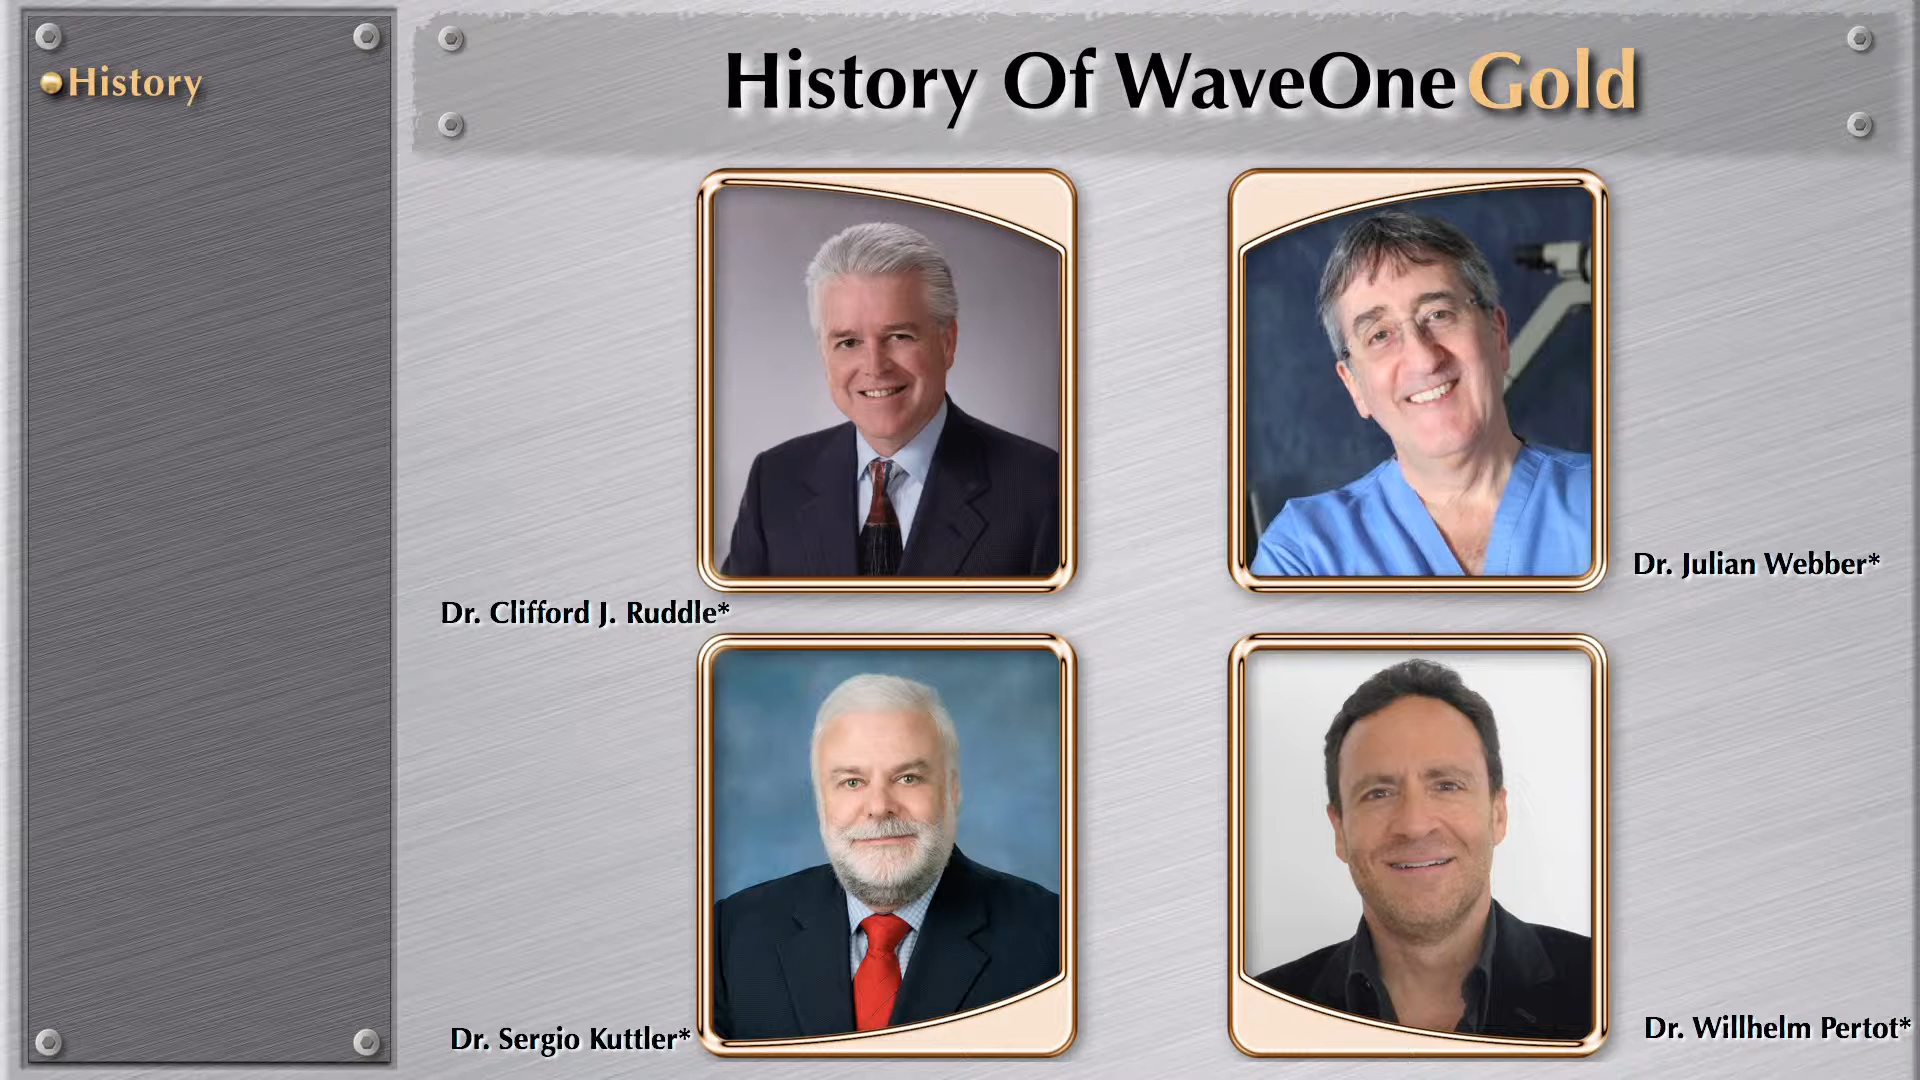 History
History Of WaveOne Gold
Dr. Clifford J. Ruddle*
Dr. Julian Webber*
Dr. Sergio Kuttler*
Dr. Willhelm Pertot*